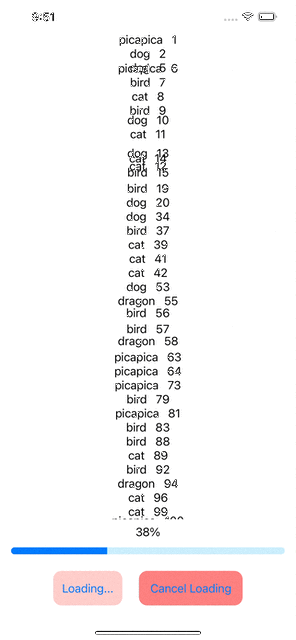 9:51
picapica 1
dog 2
picapica 6
bird 7
cat 8
bird 9
dog 10
cat 11
dog 13
bird 15
bird 19
dog 20
dog 34
bird 37
cat 39
cat 41
cat 42
dog 53
dragon 55
bird 56
bird 57
dragon 58
picapica 63
picapica 64
picapica 73
bird 79
picapica 81
bird 83
bird 88
cat 89
bird 92
dragon 94
cat 96
cat 99
38%
Loading...
Cancel Loading